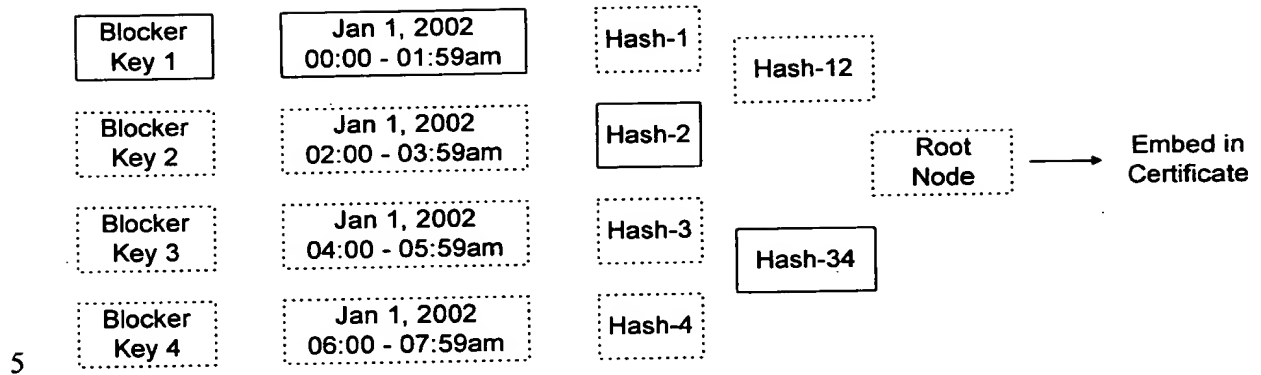 Blocker
Key 1
Jan 1, 2002
00:00 - 01:59am
Hash-1
Hash-12
Blocker
Key 2
Jan 1, 2002
02:00 - 03:59am
Hash-2
Root
Node
Embed in
Certificate
Blocker
Key 3
Jan 1, 2002
04:00 - 05:59am
Hash-3
Hash-34
Blocker
Key 4
Jan 1, 2002
06:00 - 07:59am
Hash-4
5